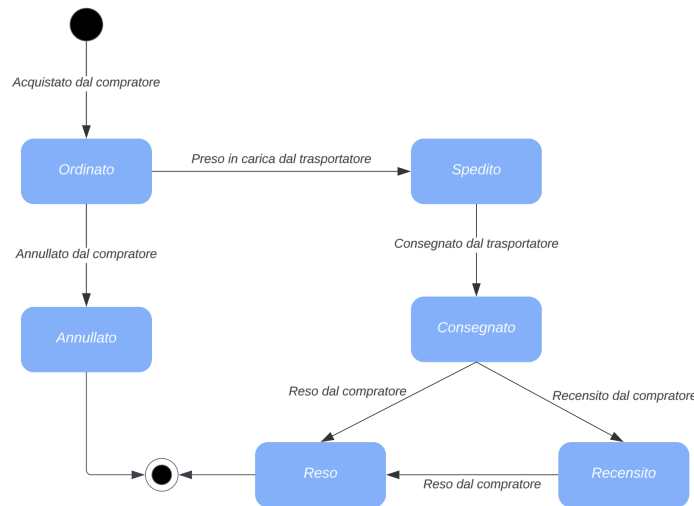 Acquistato dal compratore
Ordinato
Preso in carica dal trasportatore
Spedito
Annullato dal compratore
Consegnato dal trasportatore
Annullato
Consegnato
Reso dal compratore
Recensito dal compratore
Reso
Reso dal compratore
Recensito